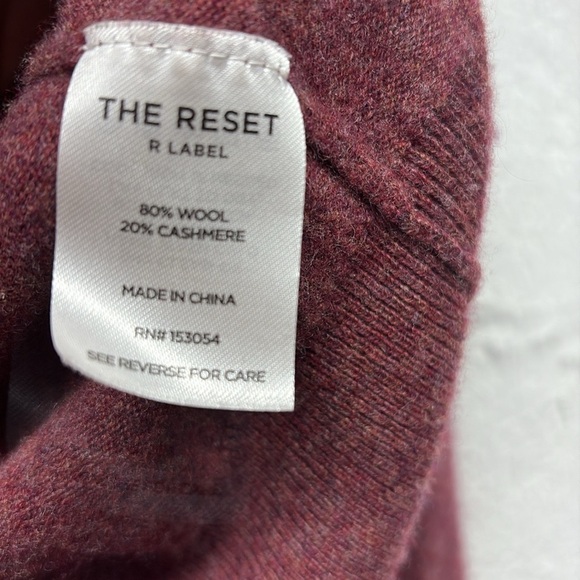 THE RESET
R LABEL
80% WOOL
20% CASHMERE
MADE IN CHINA
RN# 153054
SEE REVERSE FOR CARE